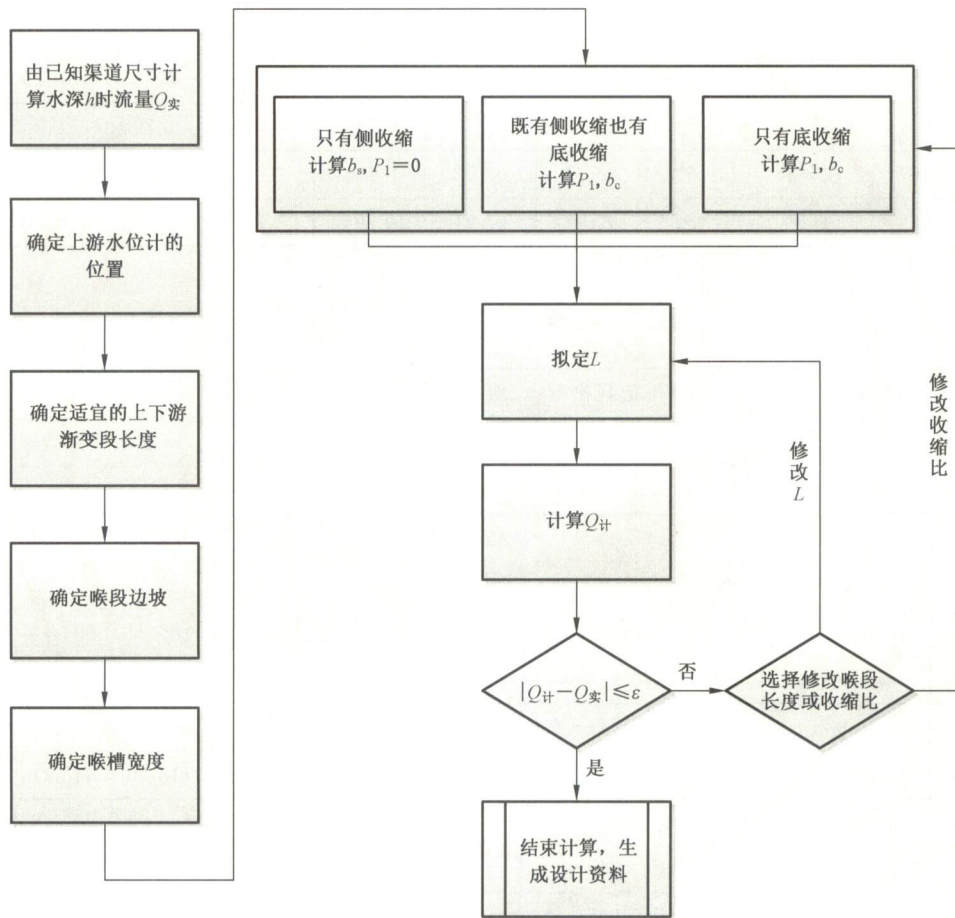 由已知渠道尺寸计
算水深h时流量Q实
确定上游水位计的
位置
确定适宜的上下游
渐变段长度
确定喉段边坡
确定喉槽宽度
只有侧收缩
计算bs, P1=0
既有侧收缩也有
底收缩
计算P1, bc
只有底收缩
计算P1, bc
拟定L
计算Q计
|Q计-Q实|≤ε
否
是
选择修改喉段
长度或收缩比
修改L
修改收缩比
结束计算，生
成设计资料